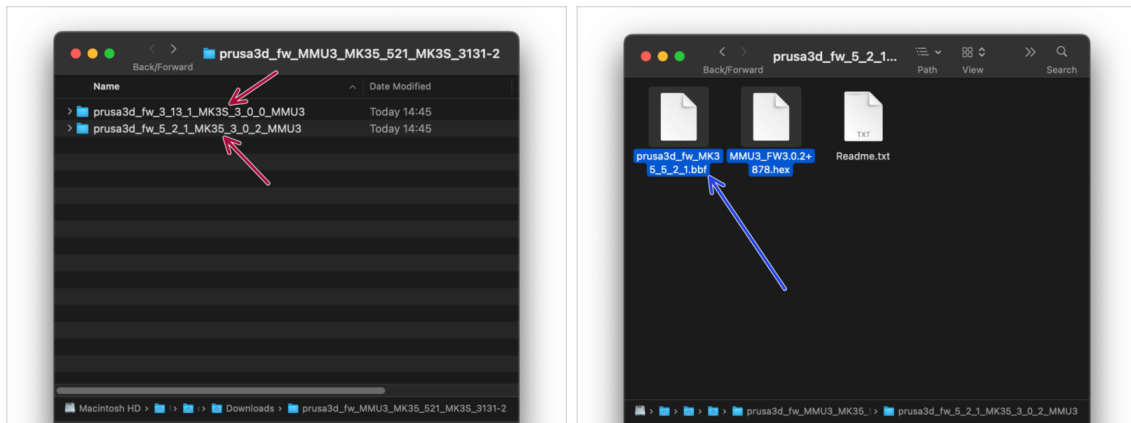 prusa3d_fw_MMU3_MK35_521_MK3S_3131-2
Back/Forward
Name
Date Modified
prusa3d_fw_3_13_1_MK3S_3_0_0_MMU3
Today 14:45
prusa3d_fw_5_2_1_MK35_3_0_2_MMU3
Today 14:45
Macintosh HD
Downloads
prusa3d_fw_MMU3_MK35_521_MK3S_3131-2
prusa3d_fw_5_2_1...
Back/Forward
Path
View
Search
prusa3d_fw_MK3
5_5_2_1.bbf
MMU3_FW3.0.2+
878.hex
TXT
Readme.txt
prusa3d_fw_MMU3_MK35_
prusa3d_fw_5_2_1_MK35_3_0_2_MMU3